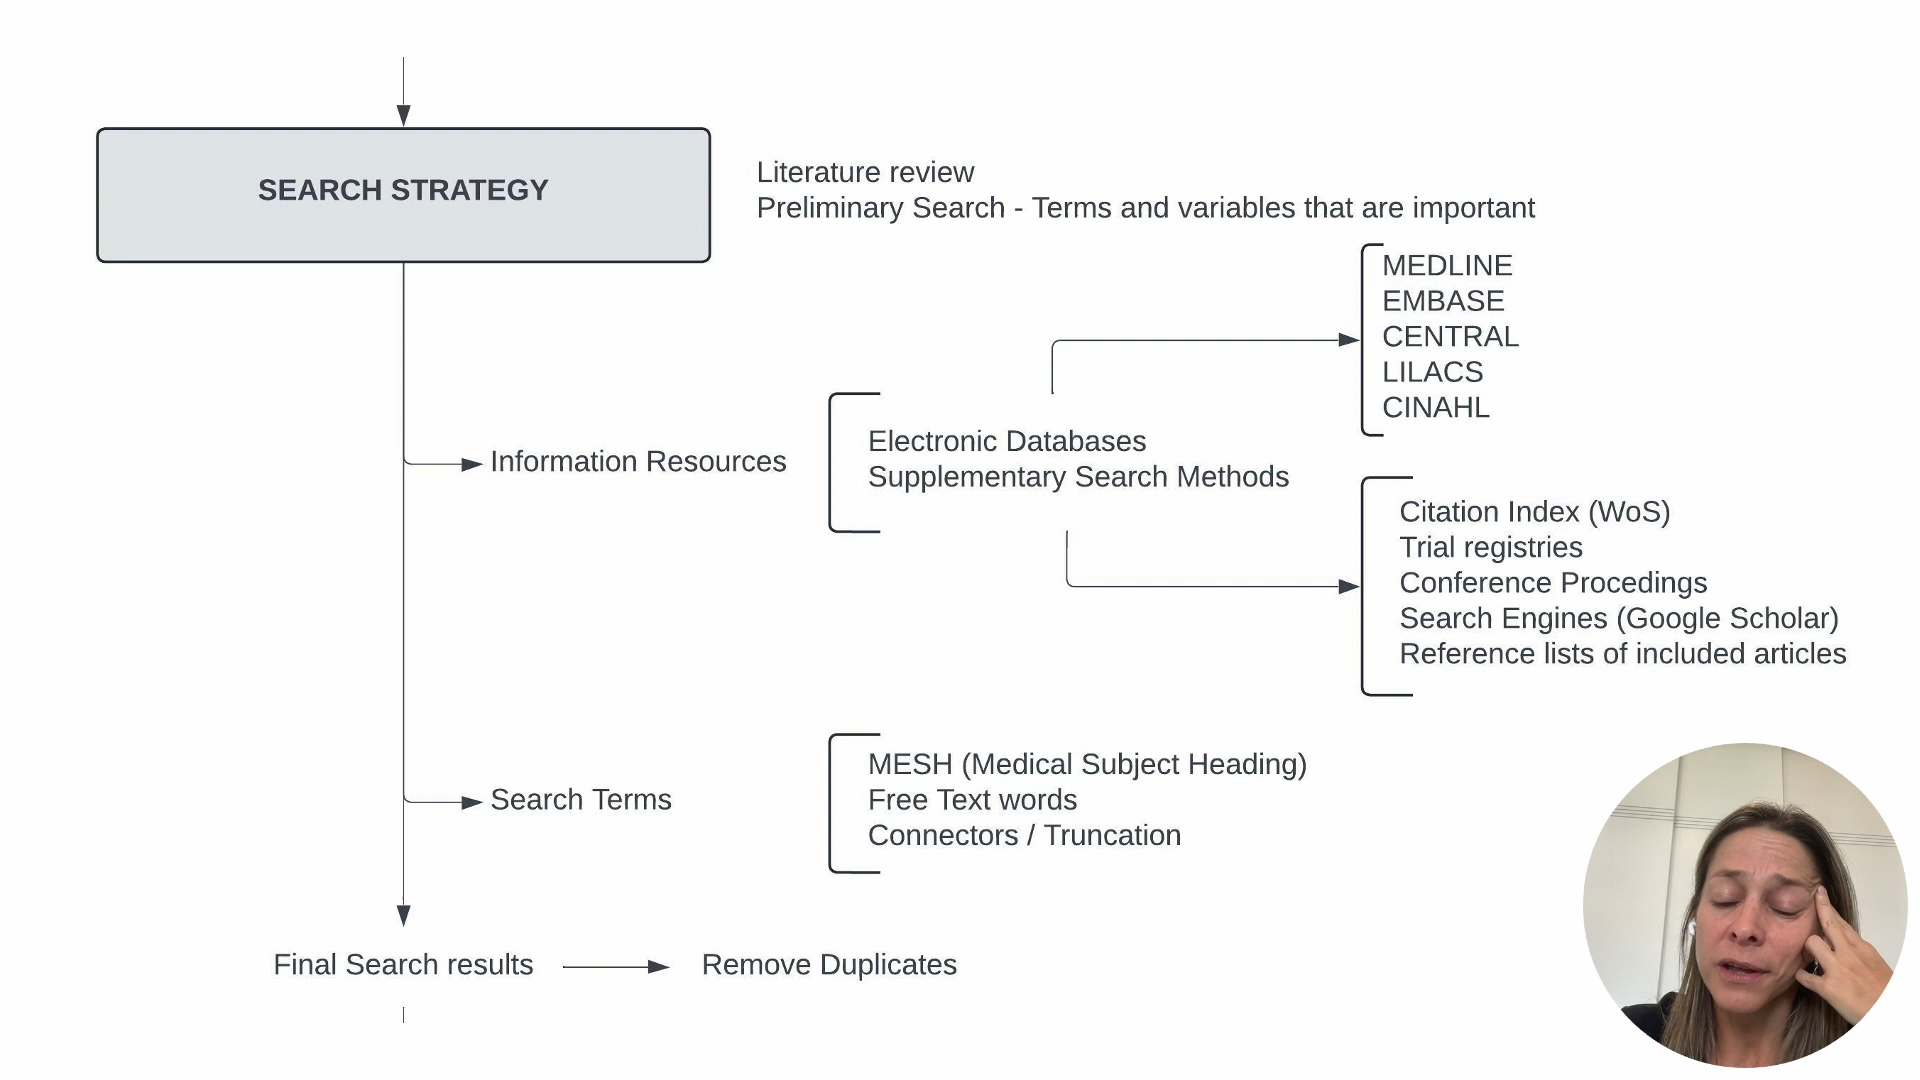 SEARCH STRATEGY
Literature review
Preliminary Search - Terms and variables that are important
MEDLINE
EMBASE
CENTRAL
LILACS
CINAHL
Information Resources
Electronic Databases
Supplementary Search Methods
Citation Index (WoS)
Trial registries
Conference Procedings
Search Engines (Google Scholar)
Reference lists of included articles
Search Terms
MESH (Medical Subject Heading)
Free Text words
Connectors / Truncation
Final Search results
Remove Duplicates